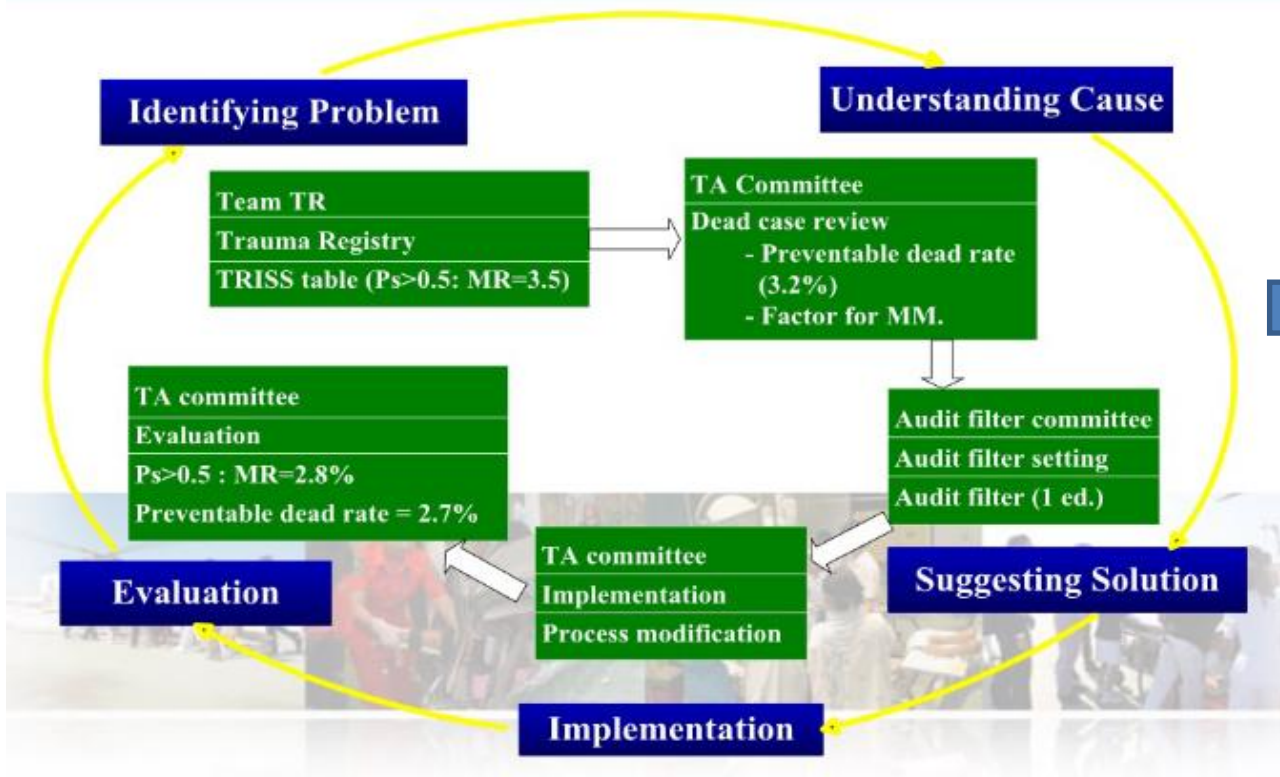 Identifying Problem
Understanding Cause
Team TR
Trauma Registry
TRISS table (Ps>0.5: MR=3.5)
TA Committee
Dead case review
- Preventable dead rate
(3.2%)
- Factor for MM.
Audit filter committee
Audit filter setting
Audit filter (1 ed.)
Suggesting Solution
TA committee
Implementation
Process modification
Implementation
TA committee
Evaluation
Ps>0.5 : MR=2.8%
Preventable dead rate = 2.7%
Evaluation